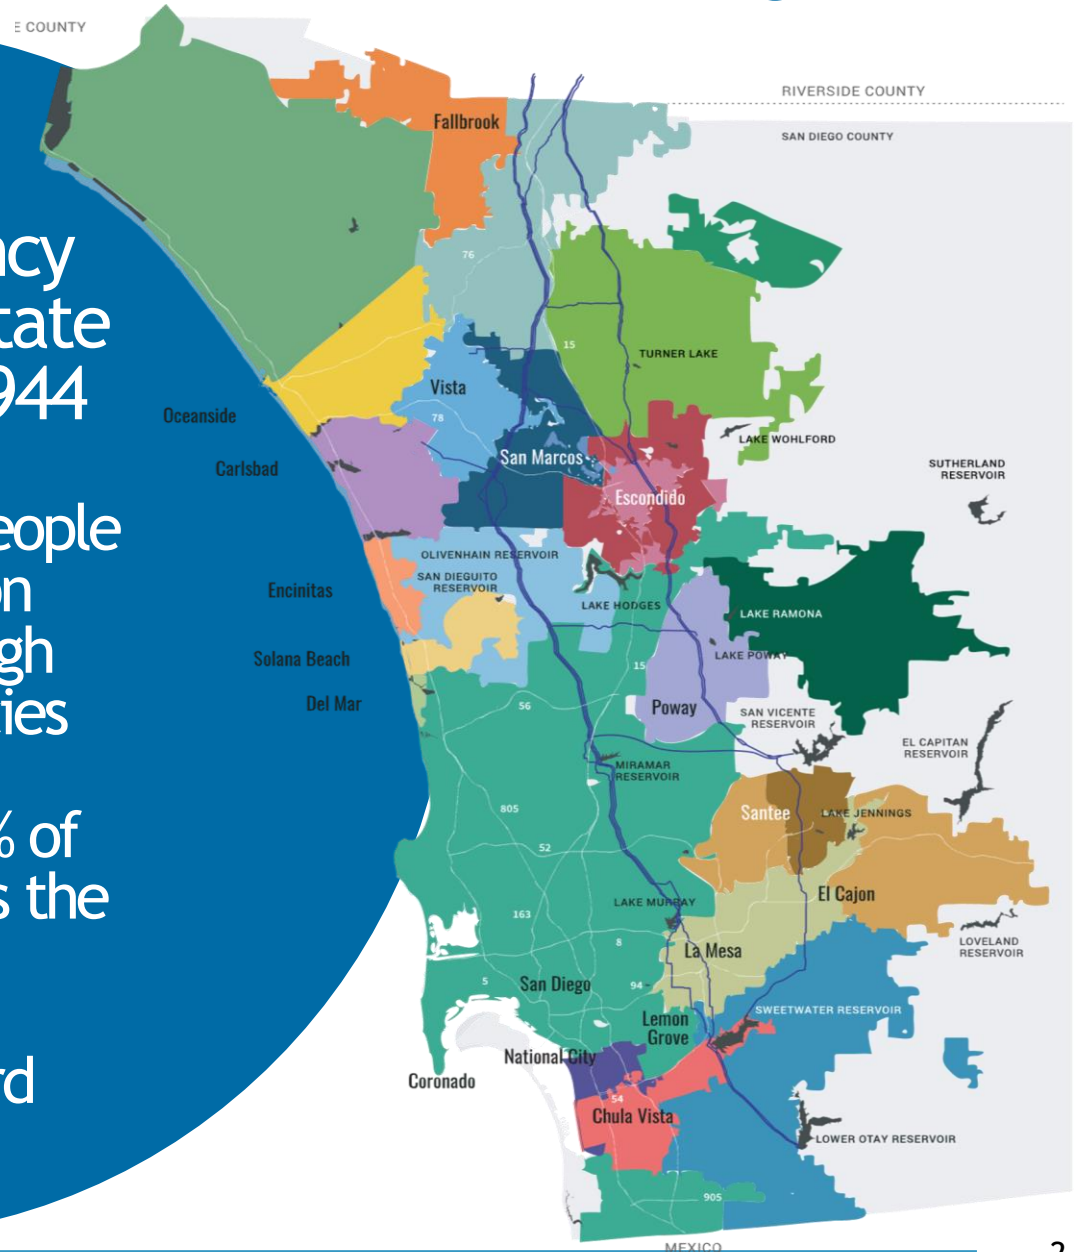 E COUNTY
RIVERSIDE COUNTY
SAN DIEGO COUNTY
Fallbrook
ncy
tate
944
eople
on
gh
ies
% of
s the
rd
76
15
TURNER LAKE
Vista
78
Oceanside
Carlsbad
San Marcos
LAKE WOHLFORD
SUTHERLAND
RESERVOIR
Escondido
OLIVENHAIN RESERVOIR
SAN DIEGUITO
RESERVOIR
Encinitas
LAKE HODGES
LAKE RAMONA
Solana Beach
15
LAKE POWAY
Del Mar
56
Poway
SAN VICENTE
RESERVOIR
EL CAPITAN
RESERVOIR
MIRAMAR
RESERVOIR
805
Santee
LAKE JENNINGS
52
El Cajon
LAKE MURRAY
163
8
La Mesa
LOVELAND
RESERVOIR
5
San Diego
94
SWEETWATER RESERVOIR
Lemon
Grove
National City
Coronado
54
Chula Vista
LOWER OTAY RESERVOIR
905
MEXICO